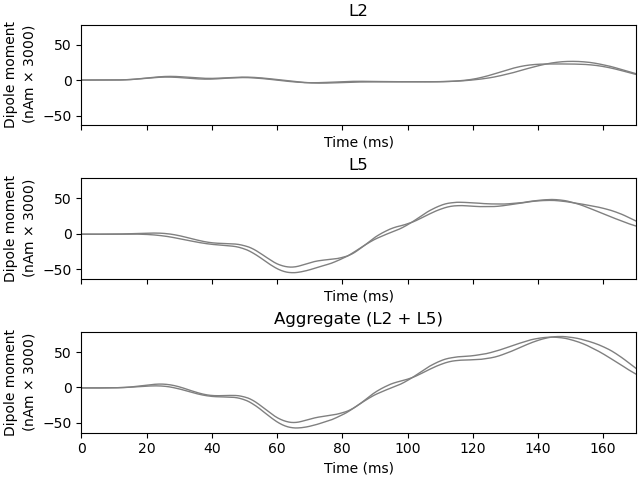 L2
Dipole moment
(nAm × 3000)
50
0
−50
Time (ms)
L5
Dipole moment
(nAm × 3000)
50
0
−50
Time (ms)
Aggregate (L2 + L5)
Dipole moment
(nAm × 3000)
50
0
−50
0 20 40 60 80 100 120 140 160
Time (ms)